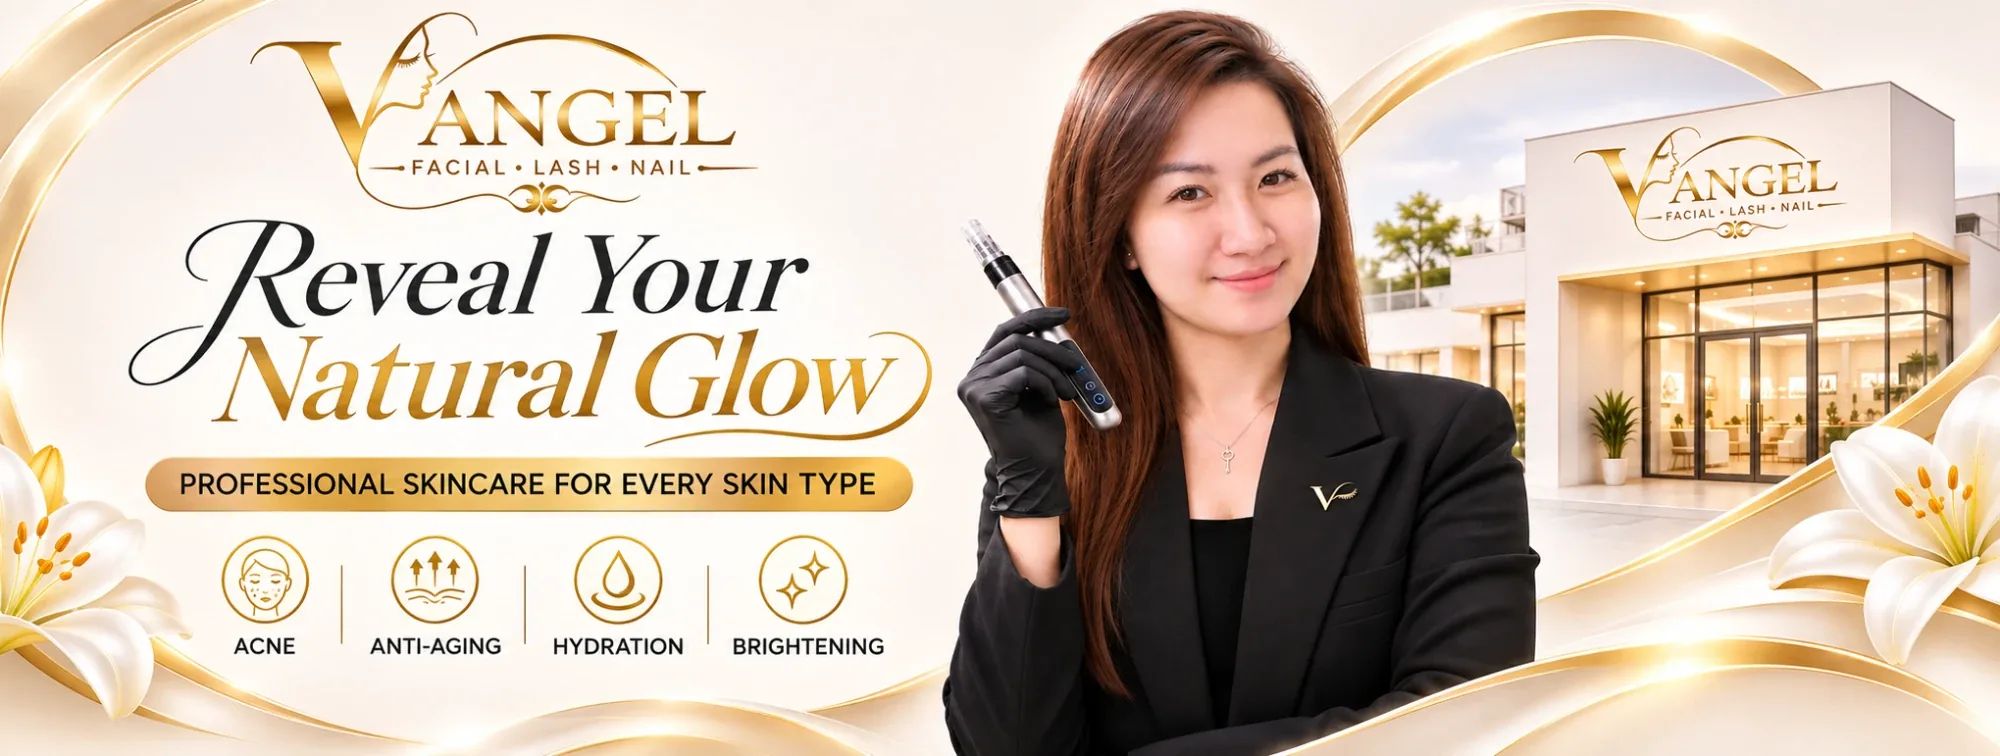 VANGEL
FACIAL • LASH • NAIL
Reveal Your
Natural Glow
PROFESSIONAL SKINCARE FOR EVERY SKIN TYPE
ACNE
ANTI-AGING
HYDRATION
BRIGHTENING
V
VANGEL
FACIAL • LASH • NAIL